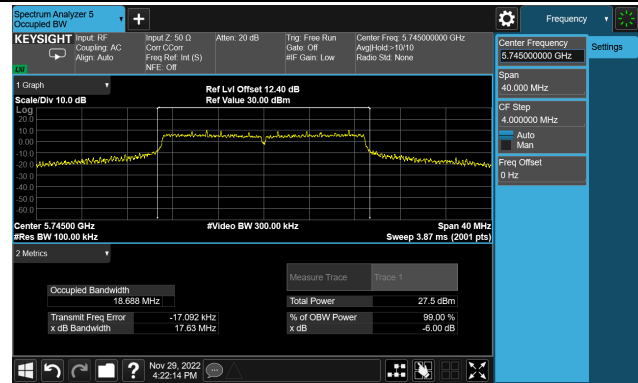 Spectrum Analyzer 5
Occupied BW
Frequency
KEYSIGHT
Input: RF
Coupling: AC
Align: Auto
Input Z: 50 Ω
Corr CCorr
Freq Ref: Int (S)
NFE: Off
Atten: 20 dB
Trig: Free Run
Gate: Off
#IF Gain: Low
Center Freq: 5.745000000 GHz
Avg|Hold:>10/10
Radio Std: None
LXI
Center Frequency
5.745000000 GHz
Settings
Span
40.000 MHz
CF Step
4.000000 MHz
Auto
Man
Freq Offset
0 Hz
1 Graph
Scale/Div 10.0 dB
Ref Lvl Offset 12.40 dB
Ref Value 30.00 dBm
Log
20.0
10.0
0.00
-10.0
-20.0
-30.0
-40.0
-50.0
-60.0
Center 5.74500 GHz
#Res BW 100.00 kHz
#Video BW 300.00 kHz
Span 40 MHz
Sweep 3.87 ms (2001 pts)
2 Metrics
Measure Trace
Trace 1
Occupied Bandwidth
18.688 MHz
Total Power
27.5 dBm
Transmit Freq Error
-17.092 kHz
% of OBW Power
99.00 %
x dB Bandwidth
17.63 MHz
x dB
-6.00 dB
?
Nov 29, 2022
4:22:14 PM